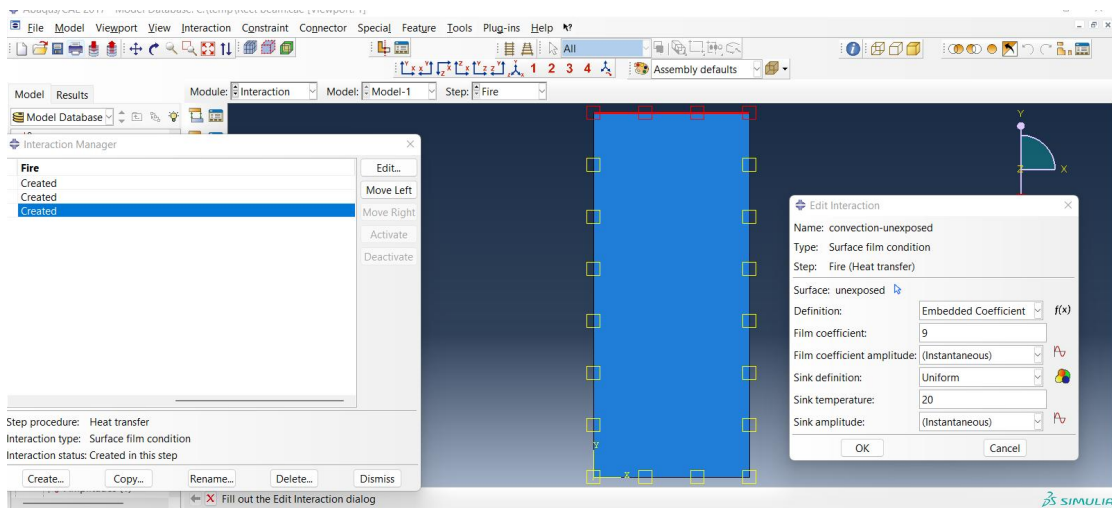 File Model Viewport View Interaction Constraint Connector Special Feature Tools Plug-ins Help
All
1 2 3 4 Assembly defaults
Model Results
Module: Interaction Model: Model-1 Step: Fire
Model Database
Interaction Manager
Fire
Created
Created
Created
Edit...
Move Left
Move Right
Activate
Deactivate
Step procedure: Heat transfer
Interaction type: Surface film condition
Interaction status: Created in this step
Create... Copy... Rename... Delete... Dismiss
Y
X
Z
Y
X
Edit Interaction
Name: convection-unexposed
Type: Surface film condition
Step: Fire (Heat transfer)
Surface: unexposed
Definition: Embedded Coefficient f(x)
Film coefficient: 9
Film coefficient amplitude: (Instantaneous)
Sink definition: Uniform
Sink temperature: 20
Sink amplitude: (Instantaneous)
OK Cancel
Fill out the Edit Interaction dialog
SIMULIA